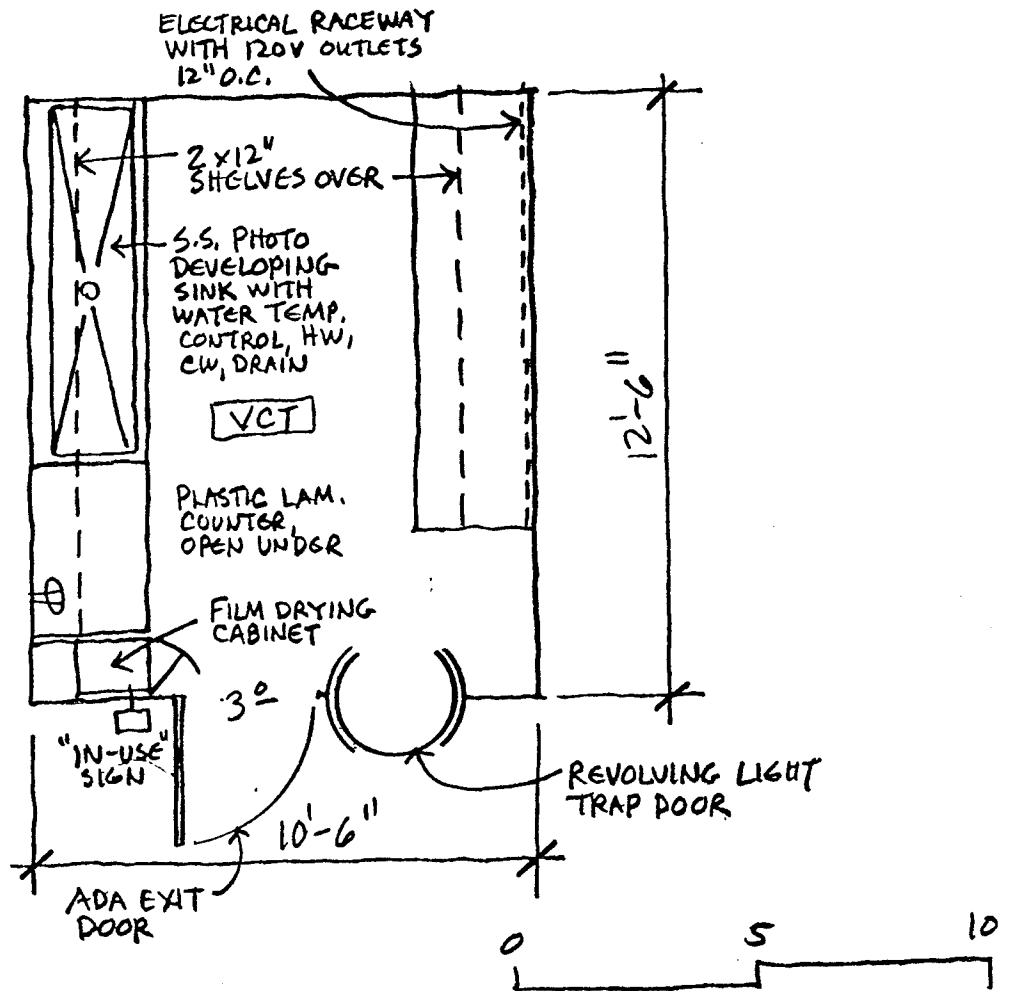 ELECTRICAL RACEWAY
WITH 120V OUTLETS
12" O.C.
2 x 12"
SHELVES OVER
S.S. PHOTO
DEVELOPING
SINK WITH
WATER TEMP.
CONTROL, HW,
CW, DRAIN
VCT
12'-6"
PLASTIC LAM.
COUNTER,
OPEN UNDER
FILM DRYING
CABINET
3º
"IN-USE"
SIGN
REVOLVING LIGHT
TRAP DOOR
10'-6"
ADA EXIT
DOOR
0 5 10